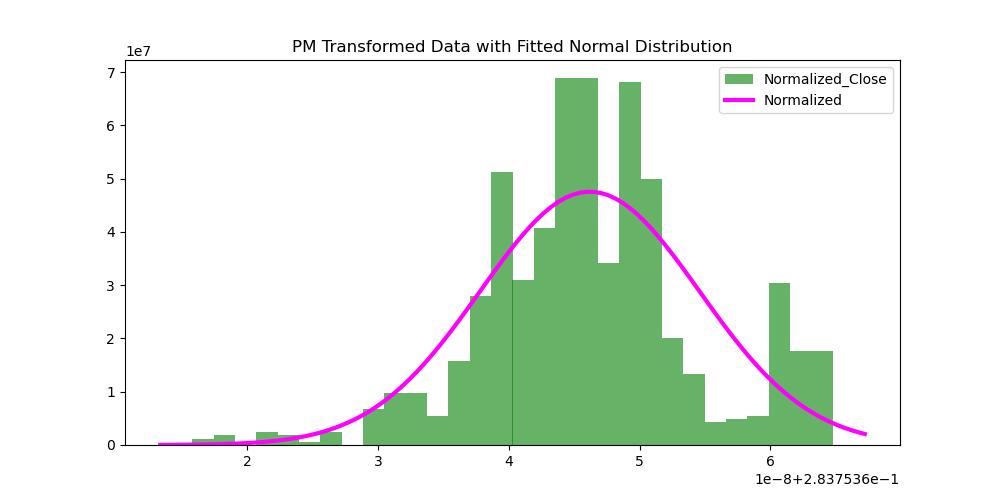 PM Transformed Data with Fitted Normal Distribution
1e7
Normalized_Close
Normalized
7
6
5
4
3
2
1
0
2 3 4 5 6
1e−8+2.837536e−1